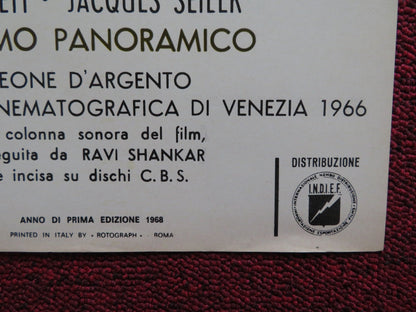 JACQUES SEILER
MO PANORAMICO
EONE D'ARGENTO
NEMATOGRAFICA DI VENEZIA 1966
colonna sonora del film,
eguita da RAVI SHANKAR
e incisa su dischi C.B.S.
DISTRIBUZIONE
I.N.D.I.E.F.
ANNO DI PRIMA EDIZIONE 1968
PRINTED IN ITALY BY • ROTOGRAPH • - ROMA